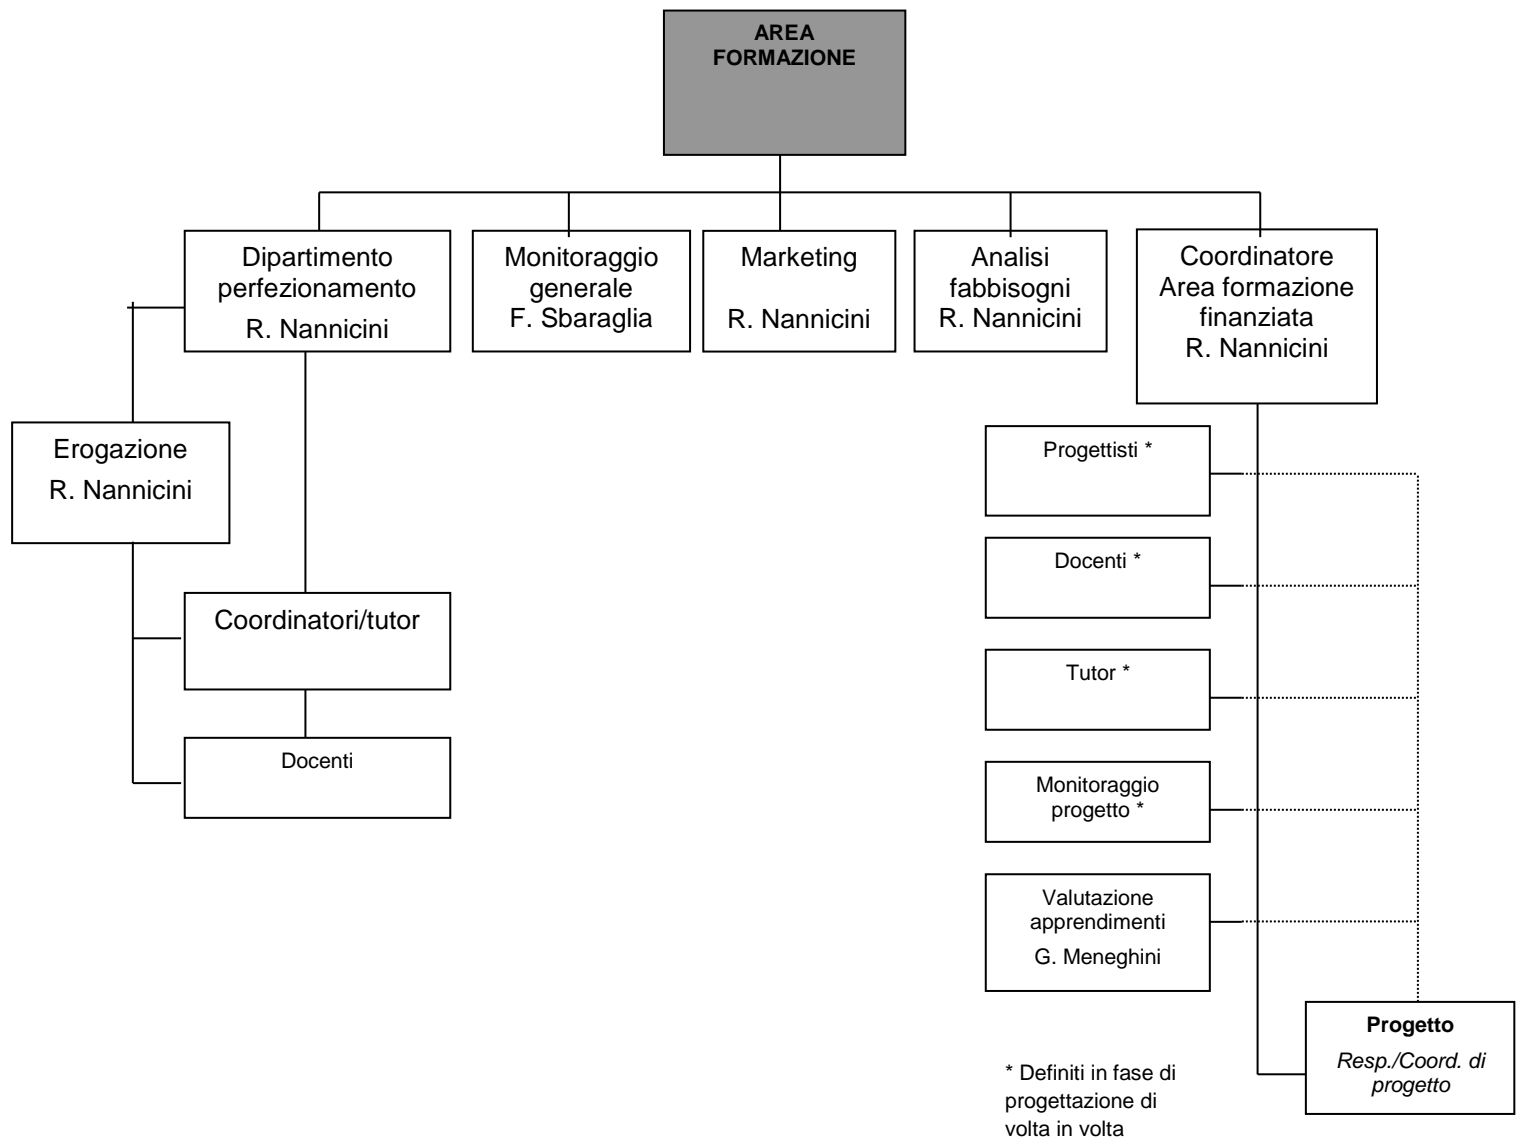 AREA
FORMAZIONE
Dipartimento
perfezionamento
R. Nannicini
Monitoraggio
generale
F. Sbaraglia
Marketing
R. Nannicini
Analisi
fabbisogni
R. Nannicini
Coordinatore
Area formazione
finanziata
R. Nannicini
Erogazione
R. Nannicini
Coordinatori/tutor
Docenti
Progettisti *
Docenti *
Tutor *
Monitoraggio
progetto *
Valutazione
apprendimenti
G. Meneghini
Progetto
Resp./Coord. di
progetto
* Definiti in fase di
progettazione di
volta in volta